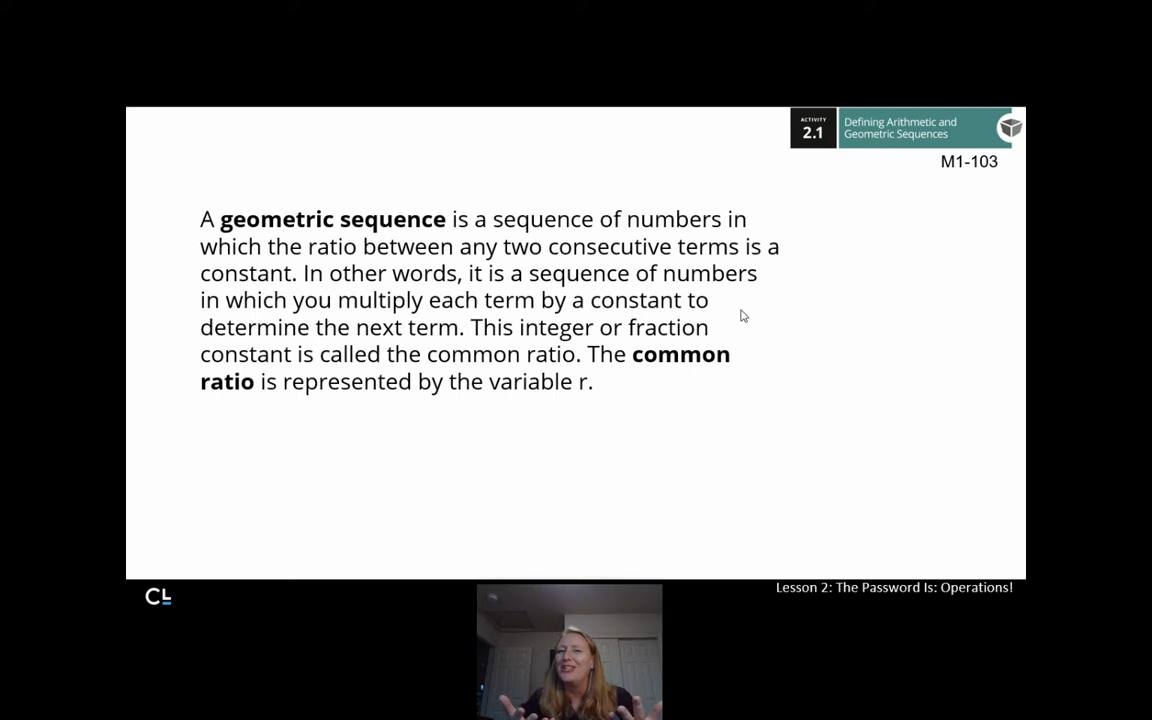 ACTIVITY
2.1
Defining Arithmetic and
Geometric Sequences
M1-103
A geometric sequence is a sequence of numbers in
which the ratio between any two consecutive terms is a
constant. In other words, it is a sequence of numbers
in which you multiply each term by a constant to
determine the next term. This integer or fraction
constant is called the common ratio. The common
ratio is represented by the variable r.
CL
Lesson 2: The Password Is: Operations!